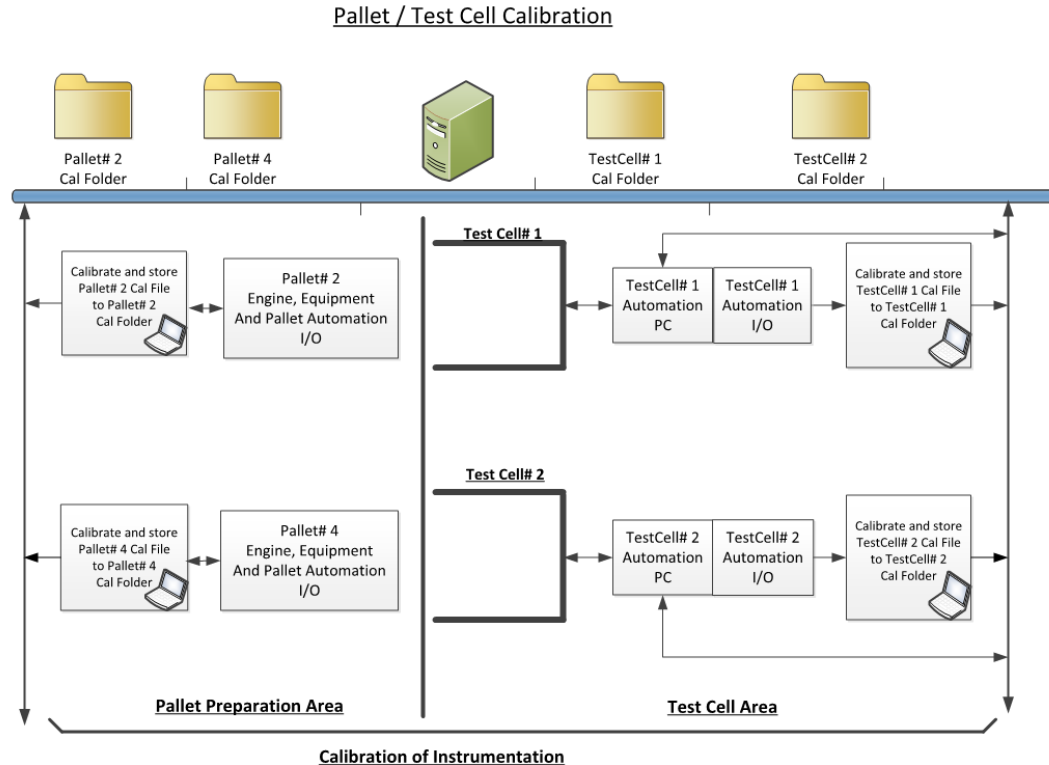 Pallet / Test Cell Calibration
Pallet# 2
Cal Folder
Pallet# 4
Cal Folder
TestCell# 1
Cal Folder
TestCell# 2
Cal Folder
Calibrate and store
Pallet# 2 Cal File
to Pallet# 2
Cal Folder
Pallet# 2
Engine, Equipment
And Pallet Automation
I/O
Test Cell# 1
TestCell# 1
Automation
PC
TestCell# 1
Automation
I/O
Calibrate and store
TestCell# 1 Cal File
to TestCell# 1
Cal Folder
Calibrate and store
Pallet# 4 Cal File
to Pallet# 4
Cal Folder
Pallet# 4
Engine, Equipment
And Pallet Automation
I/O
Test Cell# 2
TestCell# 2
Automation
PC
TestCell# 2
Automation
I/O
Calibrate and store
TestCell# 2 Cal File
to TestCell# 2
Cal Folder
Pallet Preparation Area
Test Cell Area
Calibration of Instrumentation